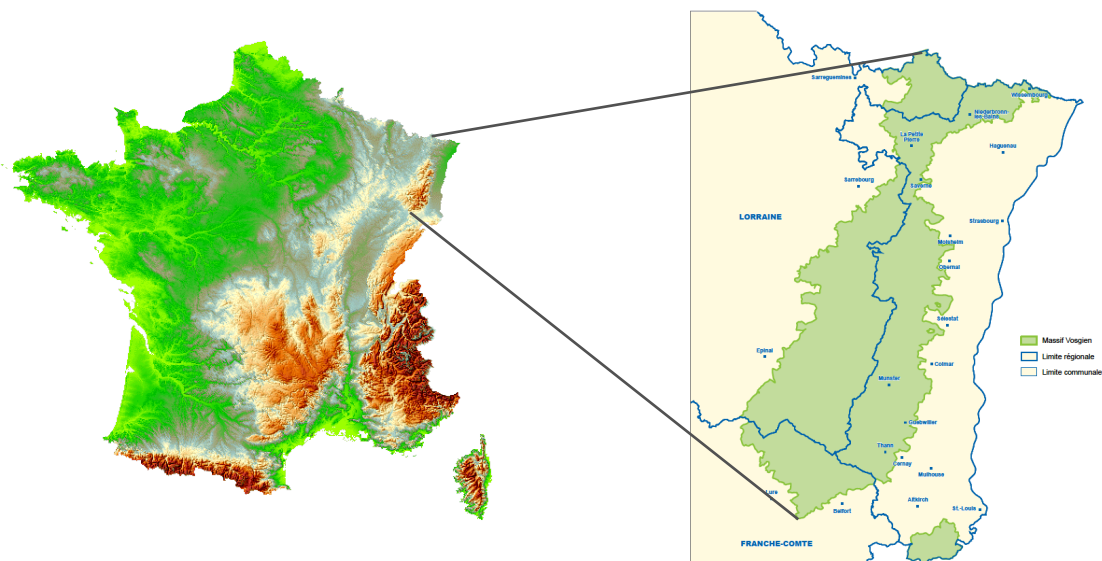 Sarreguemines
Wissembourg
Niederbronn-
les-Bains
La Petite
Pierre
Haguenau
Sarrebourg
Saverne
LORRAINE
Strasbourg
Molsheim
Obernai
Sélestat
Massif Vosgien
Epinal
Limite régionale
Colmar
Limite communale
Munster
Guebwiller
Thann
Cernay
Mulhouse
Lure
Altkirch
Belfort
St.-Louis
FRANCHE-COMTE